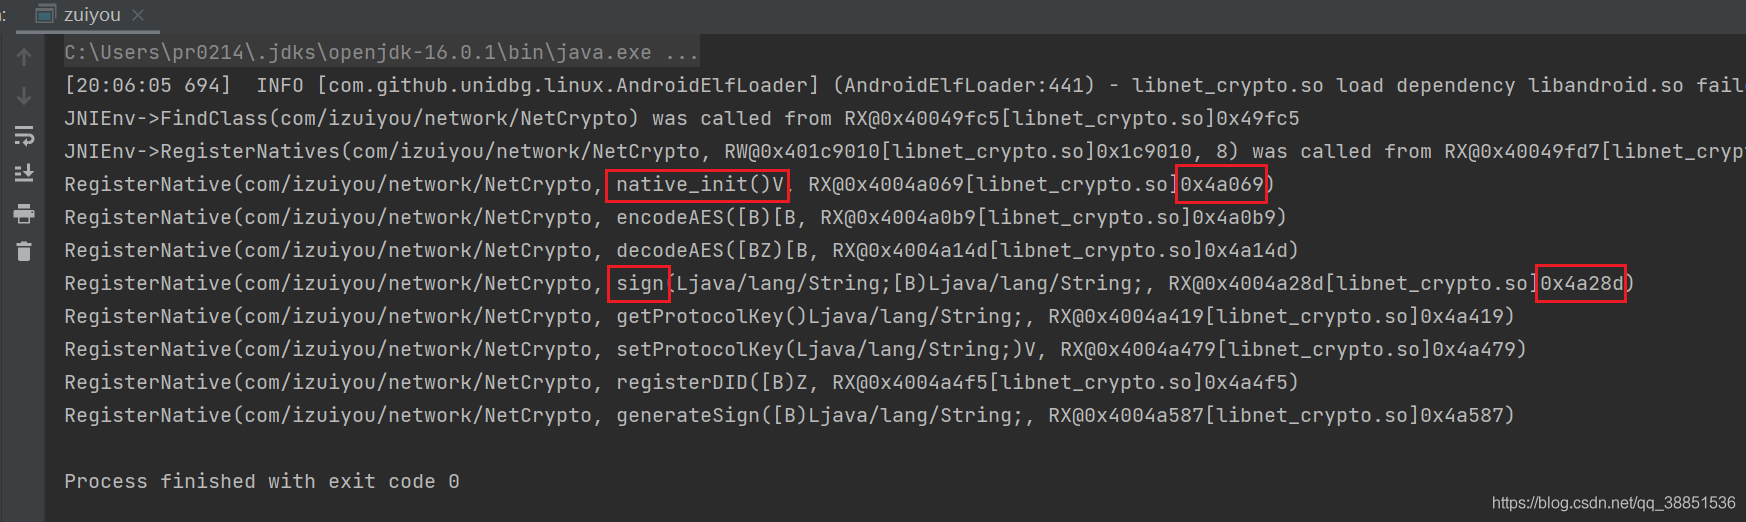 : zuiyou
C:\Users\pr0214\.jdks\openjdk-16.0.1\bin\java.exe ...
[20:06:05 694]  INFO [com.github.unidbg.linux.AndroidElfLoader] (AndroidElfLoader:441) - libnet_crypto.so load dependency libandroid.so faile
JNIEnv->FindClass(com/izuiyou/network/NetCrypto) was called from RX@0x40049fc5[libnet_crypto.so]0x49fc5
JNIEnv->RegisterNatives(com/izuiyou/network/NetCrypto, RW@0x401c9010[libnet_crypto.so]0x1c9010, 8) was called from RX@0x40049fd7[libnet_cryp
RegisterNative(com/izuiyou/network/NetCrypto, native_init()V, RX@0x4004a069[libnet_crypto.so]0x4a069)
RegisterNative(com/izuiyou/network/NetCrypto, encodeAES([B)[B, RX@0x4004a0b9[libnet_crypto.so]0x4a0b9)
RegisterNative(com/izuiyou/network/NetCrypto, decodeAES([BZ)[B, RX@0x4004a14d[libnet_crypto.so]0x4a14d)
RegisterNative(com/izuiyou/network/NetCrypto, sign(Ljava/lang/String;[B)Ljava/lang/String;, RX@0x4004a28d[libnet_crypto.so]0x4a28d)
RegisterNative(com/izuiyou/network/NetCrypto, getProtocolKey()Ljava/lang/String;, RX@0x4004a419[libnet_crypto.so]0x4a419)
RegisterNative(com/izuiyou/network/NetCrypto, setProtocolKey(Ljava/lang/String;)V, RX@0x4004a479[libnet_crypto.so]0x4a479)
RegisterNative(com/izuiyou/network/NetCrypto, registerDID([B)Z, RX@0x4004a4f5[libnet_crypto.so]0x4a4f5)
RegisterNative(com/izuiyou/network/NetCrypto, generateSign([B)Ljava/lang/String;, RX@0x4004a587[libnet_crypto.so]0x4a587)
Process finished with exit code 0
https://blog.csdn.net/qq_38851536